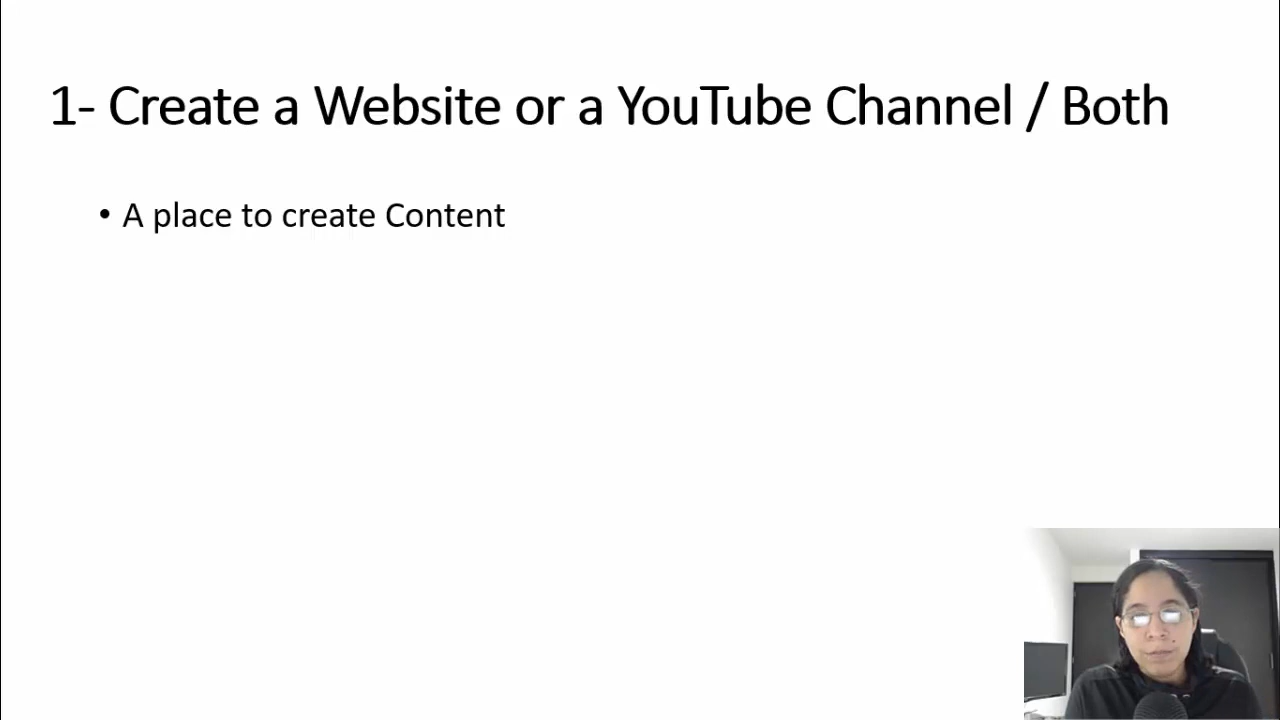 1- Create a Website or a YouTube Channel / Both
• A place to create Content